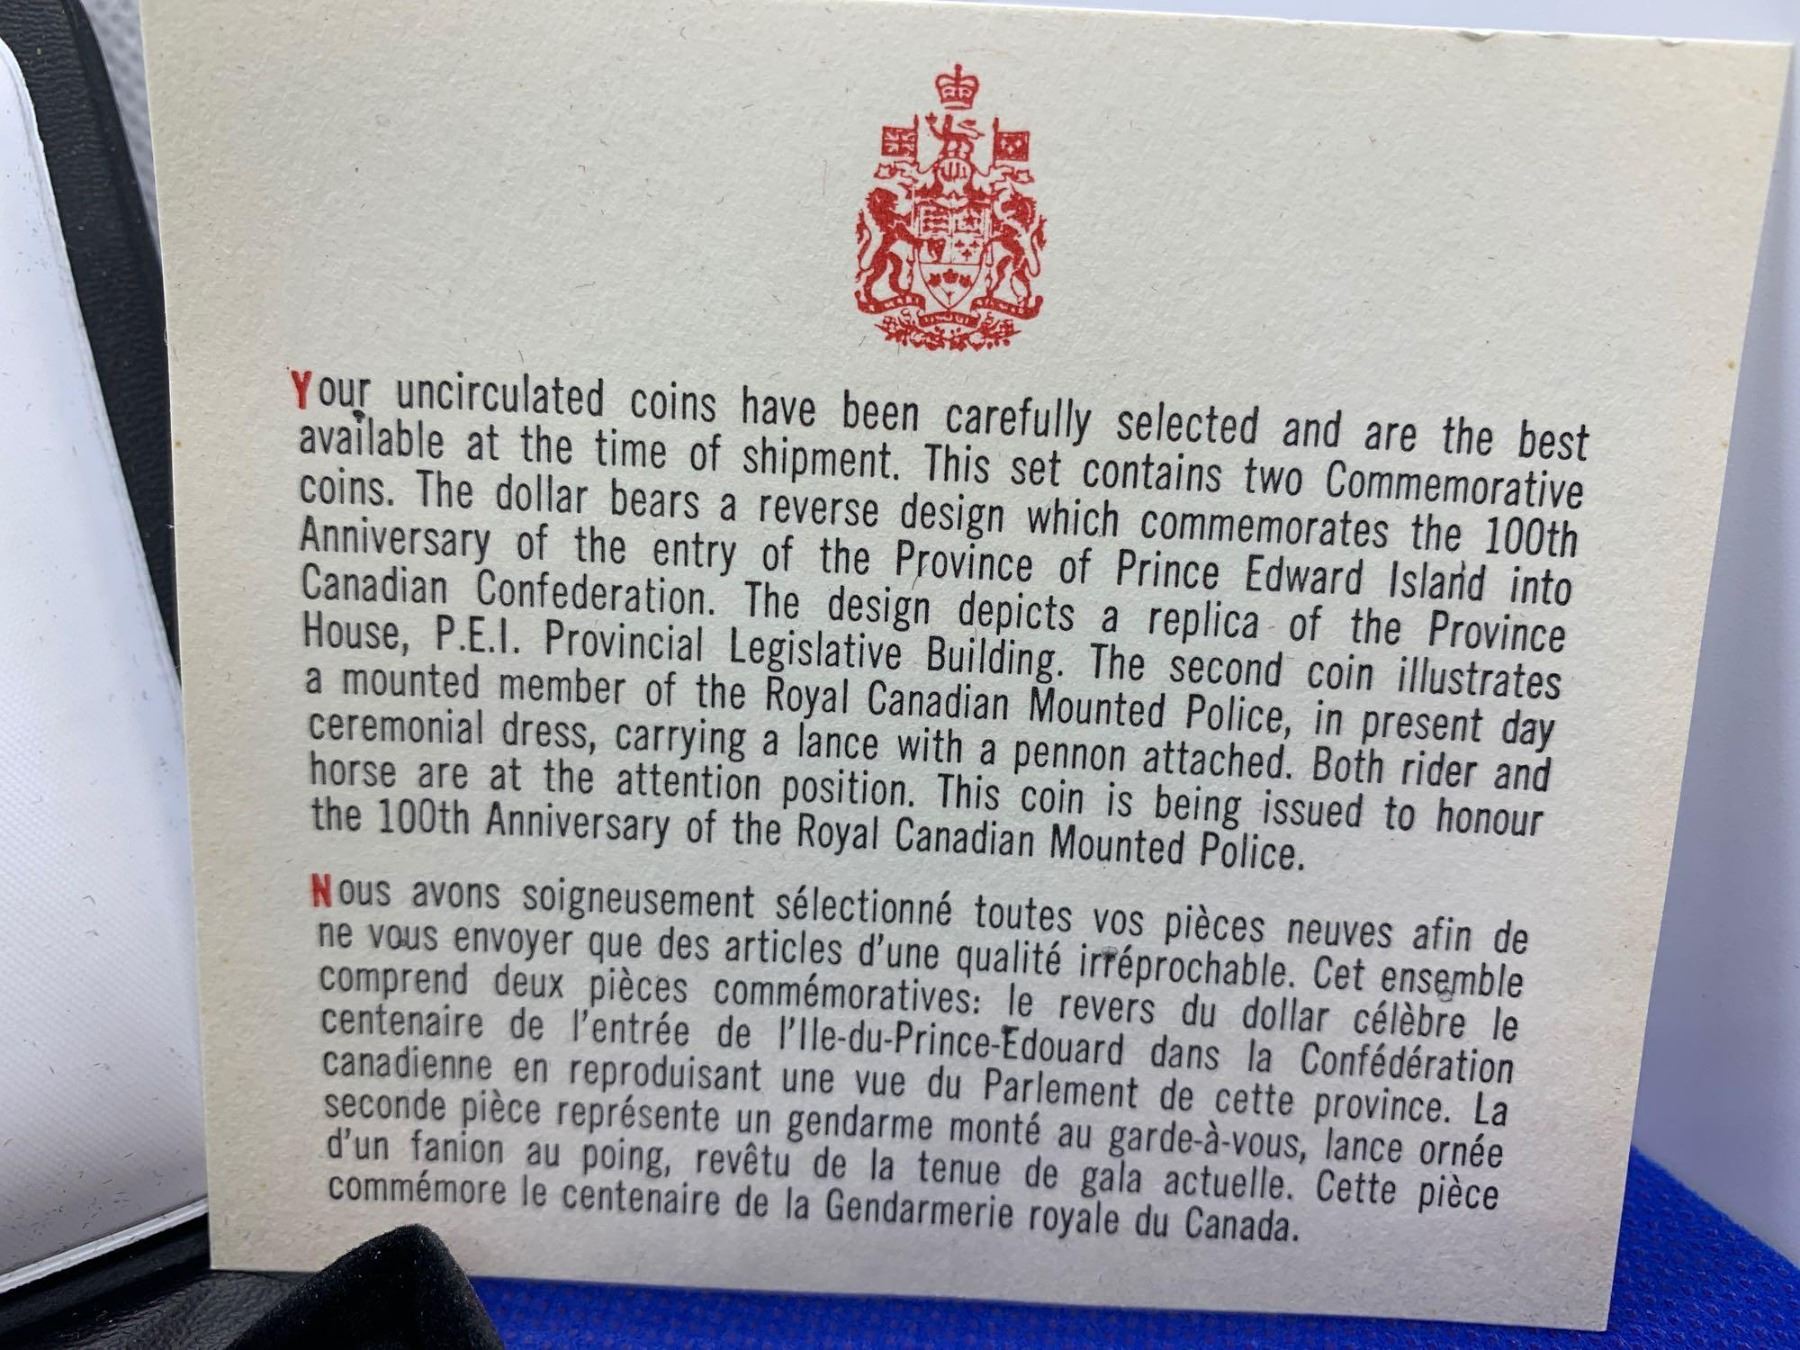 Your uncirculated coins have been carefully selected and are the best
available at the time of shipment. This set contains two Commemorative
coins. The dollar bears a reverse design which commemorates the 100th
Anniversary of the entry of the Province of Prince Edward Island into
Canadian Confederation. The design depicts a replica of the Province
House, P.E.I. Provincial Legislative Building. The second coin illustrates
a mounted member of the Royal Canadian Mounted Police, in present day
ceremonial dress, carrying a lance with a pennon attached. Both rider and
horse are at the attention position. This coin is being issued to honour
the 100th Anniversary of the Royal Canadian Mounted Police.
Nous avons soigneusement sélectionné toutes vos pièces neuves afin de
ne vous envoyer que des articles d'une qualité irréprochable. Cet ensemble
comprend deux pièces commémoratives: le revers du dollar célèbre le
centenaire de l'entrée de l'Ile-du-Prince-Edouard dans la Confédération
canadienne en reproduisant une vue du Parlement de cette province. La
seconde pièce représente un gendarme monté au garde-à-vous, lance ornée
d'un fanion au poing, revêtu de la tenue de gala actuelle. Cette pièce
commémore le centenaire de la Gendarmerie royale du Canada.